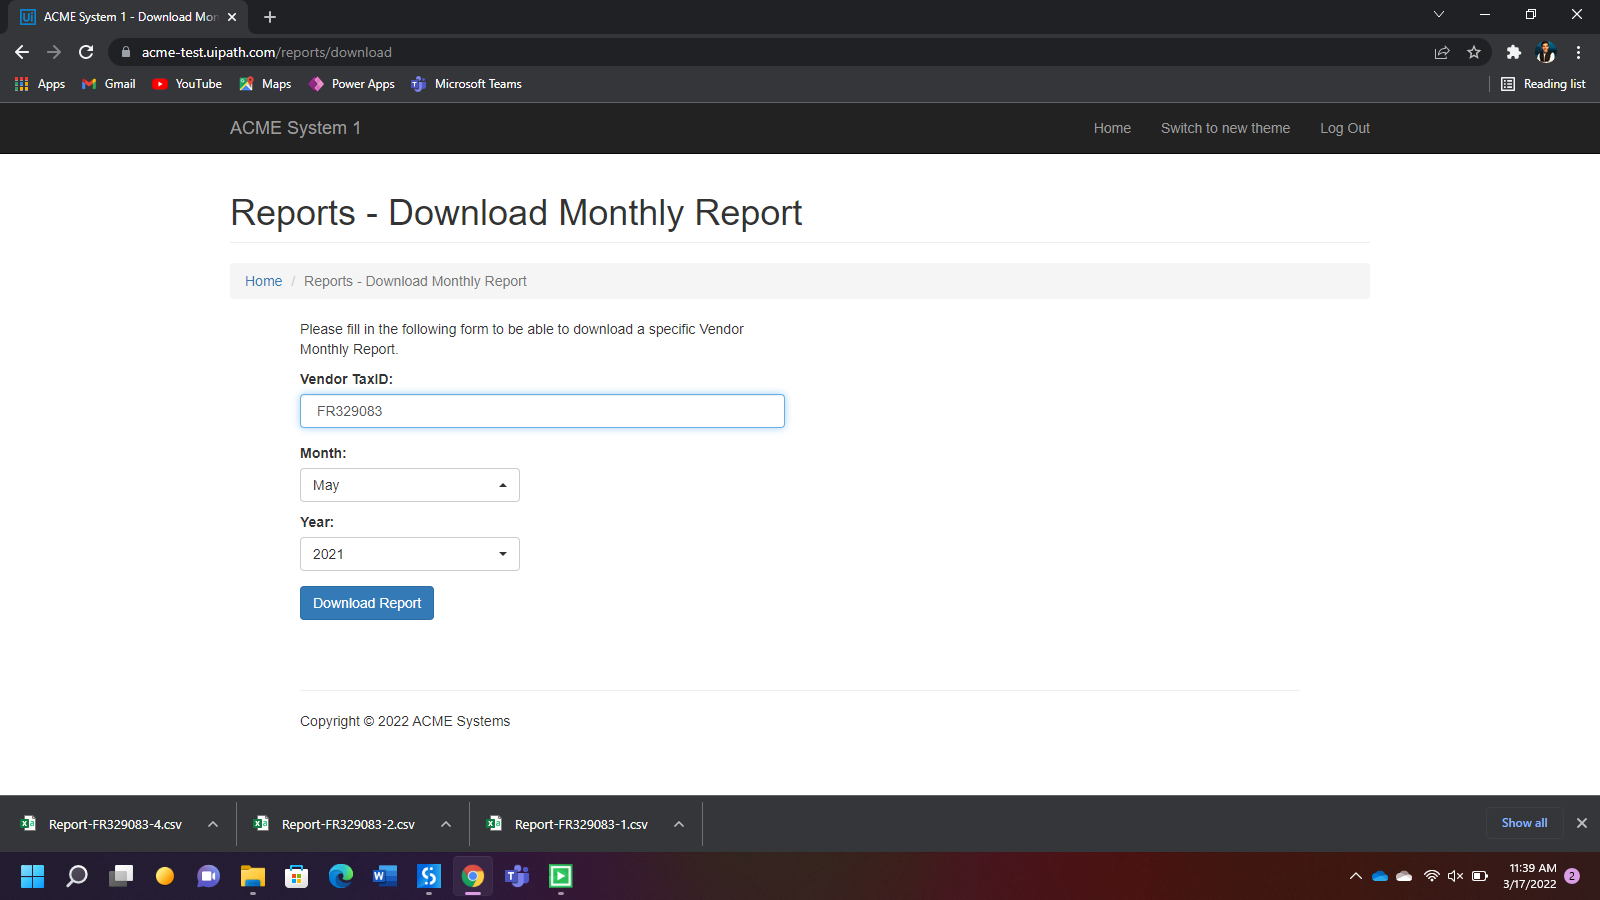 ACME System 1 - Download Mon
acme-test.uipath.com/reports/download
Apps Gmail YouTube Maps Power Apps Microsoft Teams Reading list
ACME System 1 Home Switch to new theme Log Out
Reports - Download Monthly Report
Home / Reports - Download Monthly Report
Please fill in the following form to be able to download a specific Vendor
Monthly Report.
Vendor TaxID:
FR329083
Month:
May
Year:
2021
Download Report
Copyright © 2022 ACME Systems
Report-FR329083-4.csv Report-FR329083-2.csv Report-FR329083-1.csv Show all
11:39 AM
3/17/2022 2